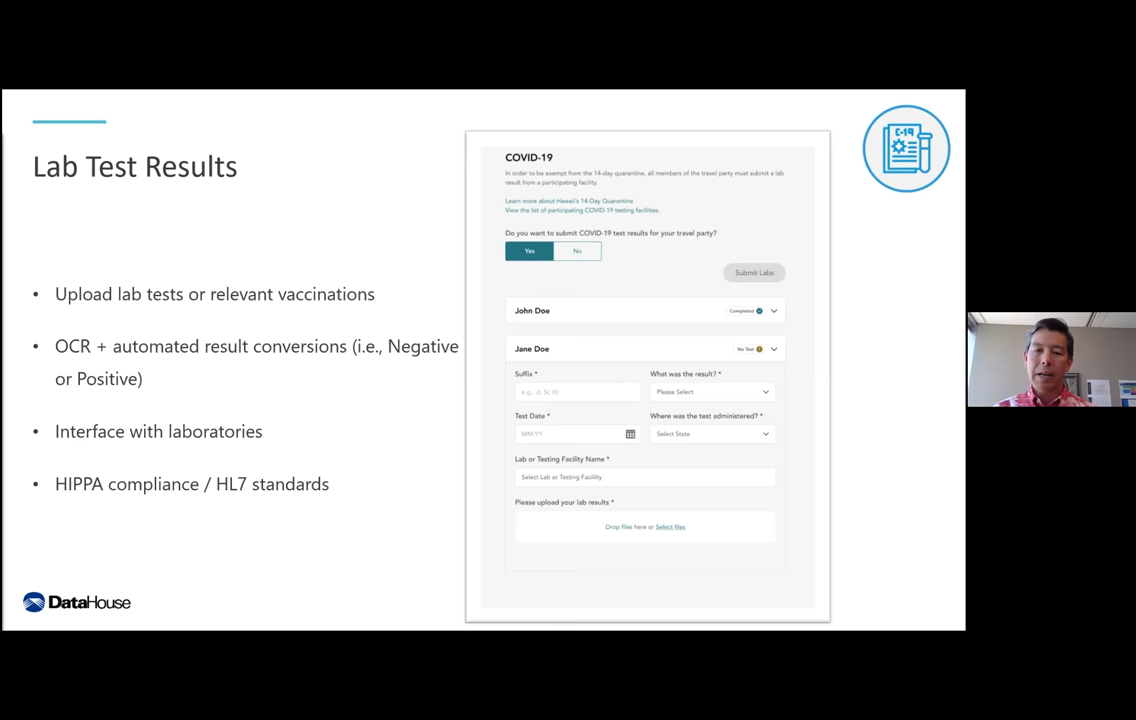 Lab Test Results
• Upload lab tests or relevant vaccinations
• OCR + automated result conversions (i.e., Negative
or Positive)
• Interface with laboratories
• HIPPA compliance / HL7 standards
DataHouse
COVID-19
In order to be exempt from the 14-day quarantine, all members of the travel party must submit a lab
result from a participating facility.
Learn more about Hawaii's 14-Day Quarantine
View the list of participating COVID-19 testing facilities.
Do you want to submit COVID-19 test results for your travel party?
Yes No
Submit Labs
John Doe Completed
Jane Doe No Test
Suffix * What was the result? *
e.g., Jr, Sr, III Please Select
Test Date * Where was the test administered? *
MM/YY Select State
Lab or Testing Facility Name *
Select Lab or Testing Facility
Please upload your lab results *
Drop files here or Select files
C-19